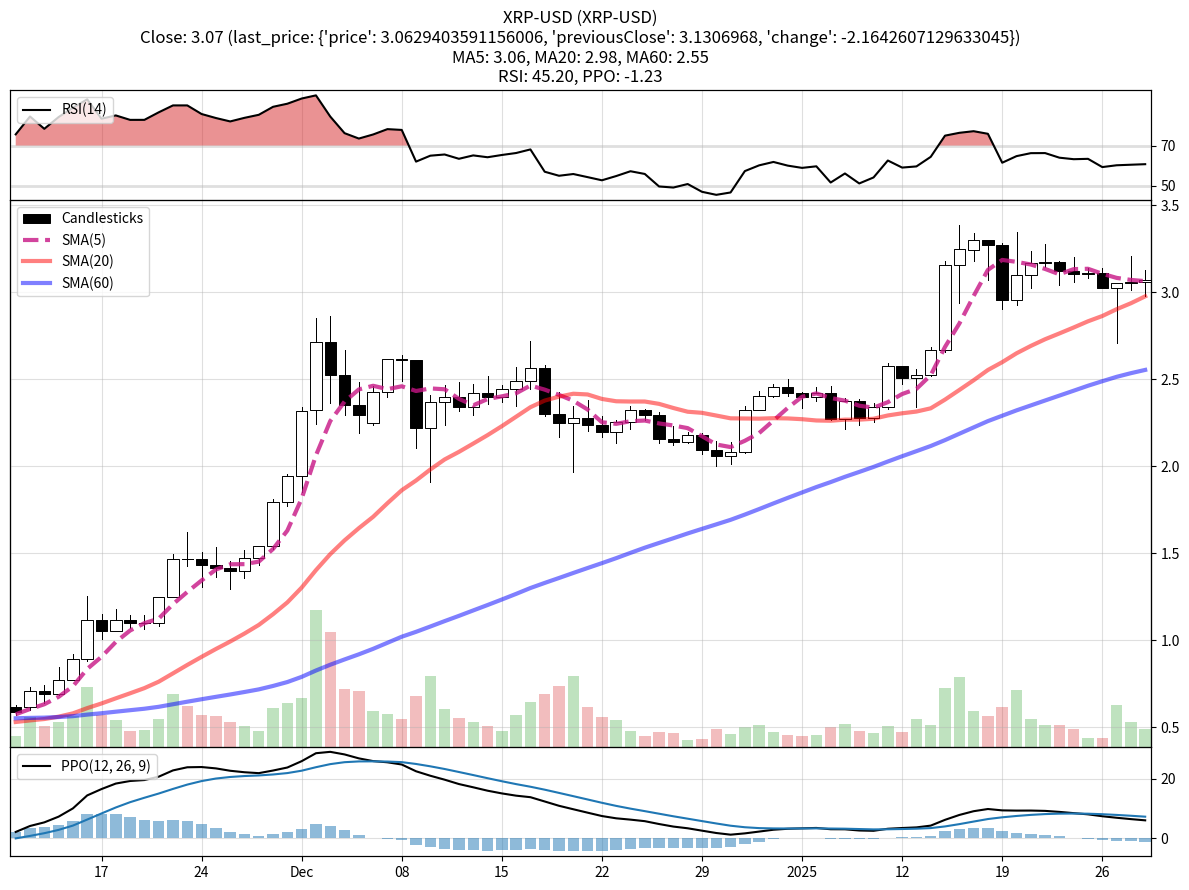 XRP-USD (XRP-USD)
Close: 3.07 (last_price: {'price': 3.0629403591156006, 'previousClose': 3.1306968, 'change': -2.1642607129633045})
MA5: 3.06, MA20: 2.98, MA60: 2.55
RSI: 45.20, PPO: -1.23
RSI(14)
70
50
Candlesticks
SMA(5)
SMA(20)
SMA(60)
3.5
3.0
2.5
2.0
1.5
1.0
0.5
PPO(12, 26, 9)
20
0
17 24 Dec 08 15 22 29 2025 12 19 26